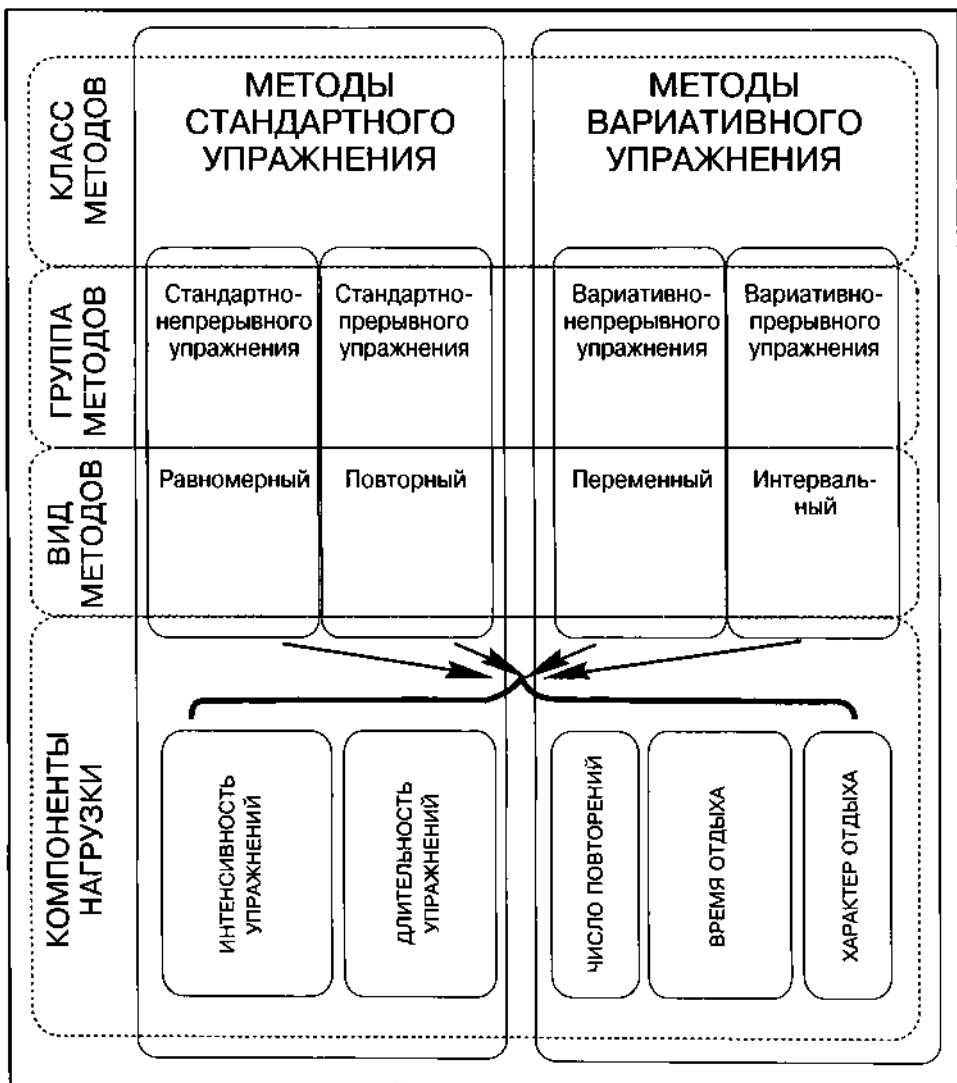 КЛАСС
МЕТОДОВ
МЕТОДЫ
СТАНДАРТНОГО
УПРАЖНЕНИЯ
МЕТОДЫ
ВАРИАТИВНОГО
УПРАЖНЕНИЯ
ГРУППА
МЕТОДОВ
Стандартно-
непрерывного
упражнения
Стандартно-
прерывного
упражнения
Вариативно-
непрерывного
упражнения
Вариативно-
прерывного
упражнения
ВИД
МЕТОДОВ
Равномерный
Повторный
Переменный
Интерваль-
ный
КОМПОНЕНТЫ
НАГРУЗКИ
ИНТЕНСИВНОСТЬ
УПРАЖНЕНИЙ
ДЛИТЕЛЬНОСТЬ
УПРАЖНЕНИЙ
ЧИСЛО ПОВТОРЕНИЙ
ВРЕМЯ ОТДЫХА
ХАРАКТЕР ОТДЫХА